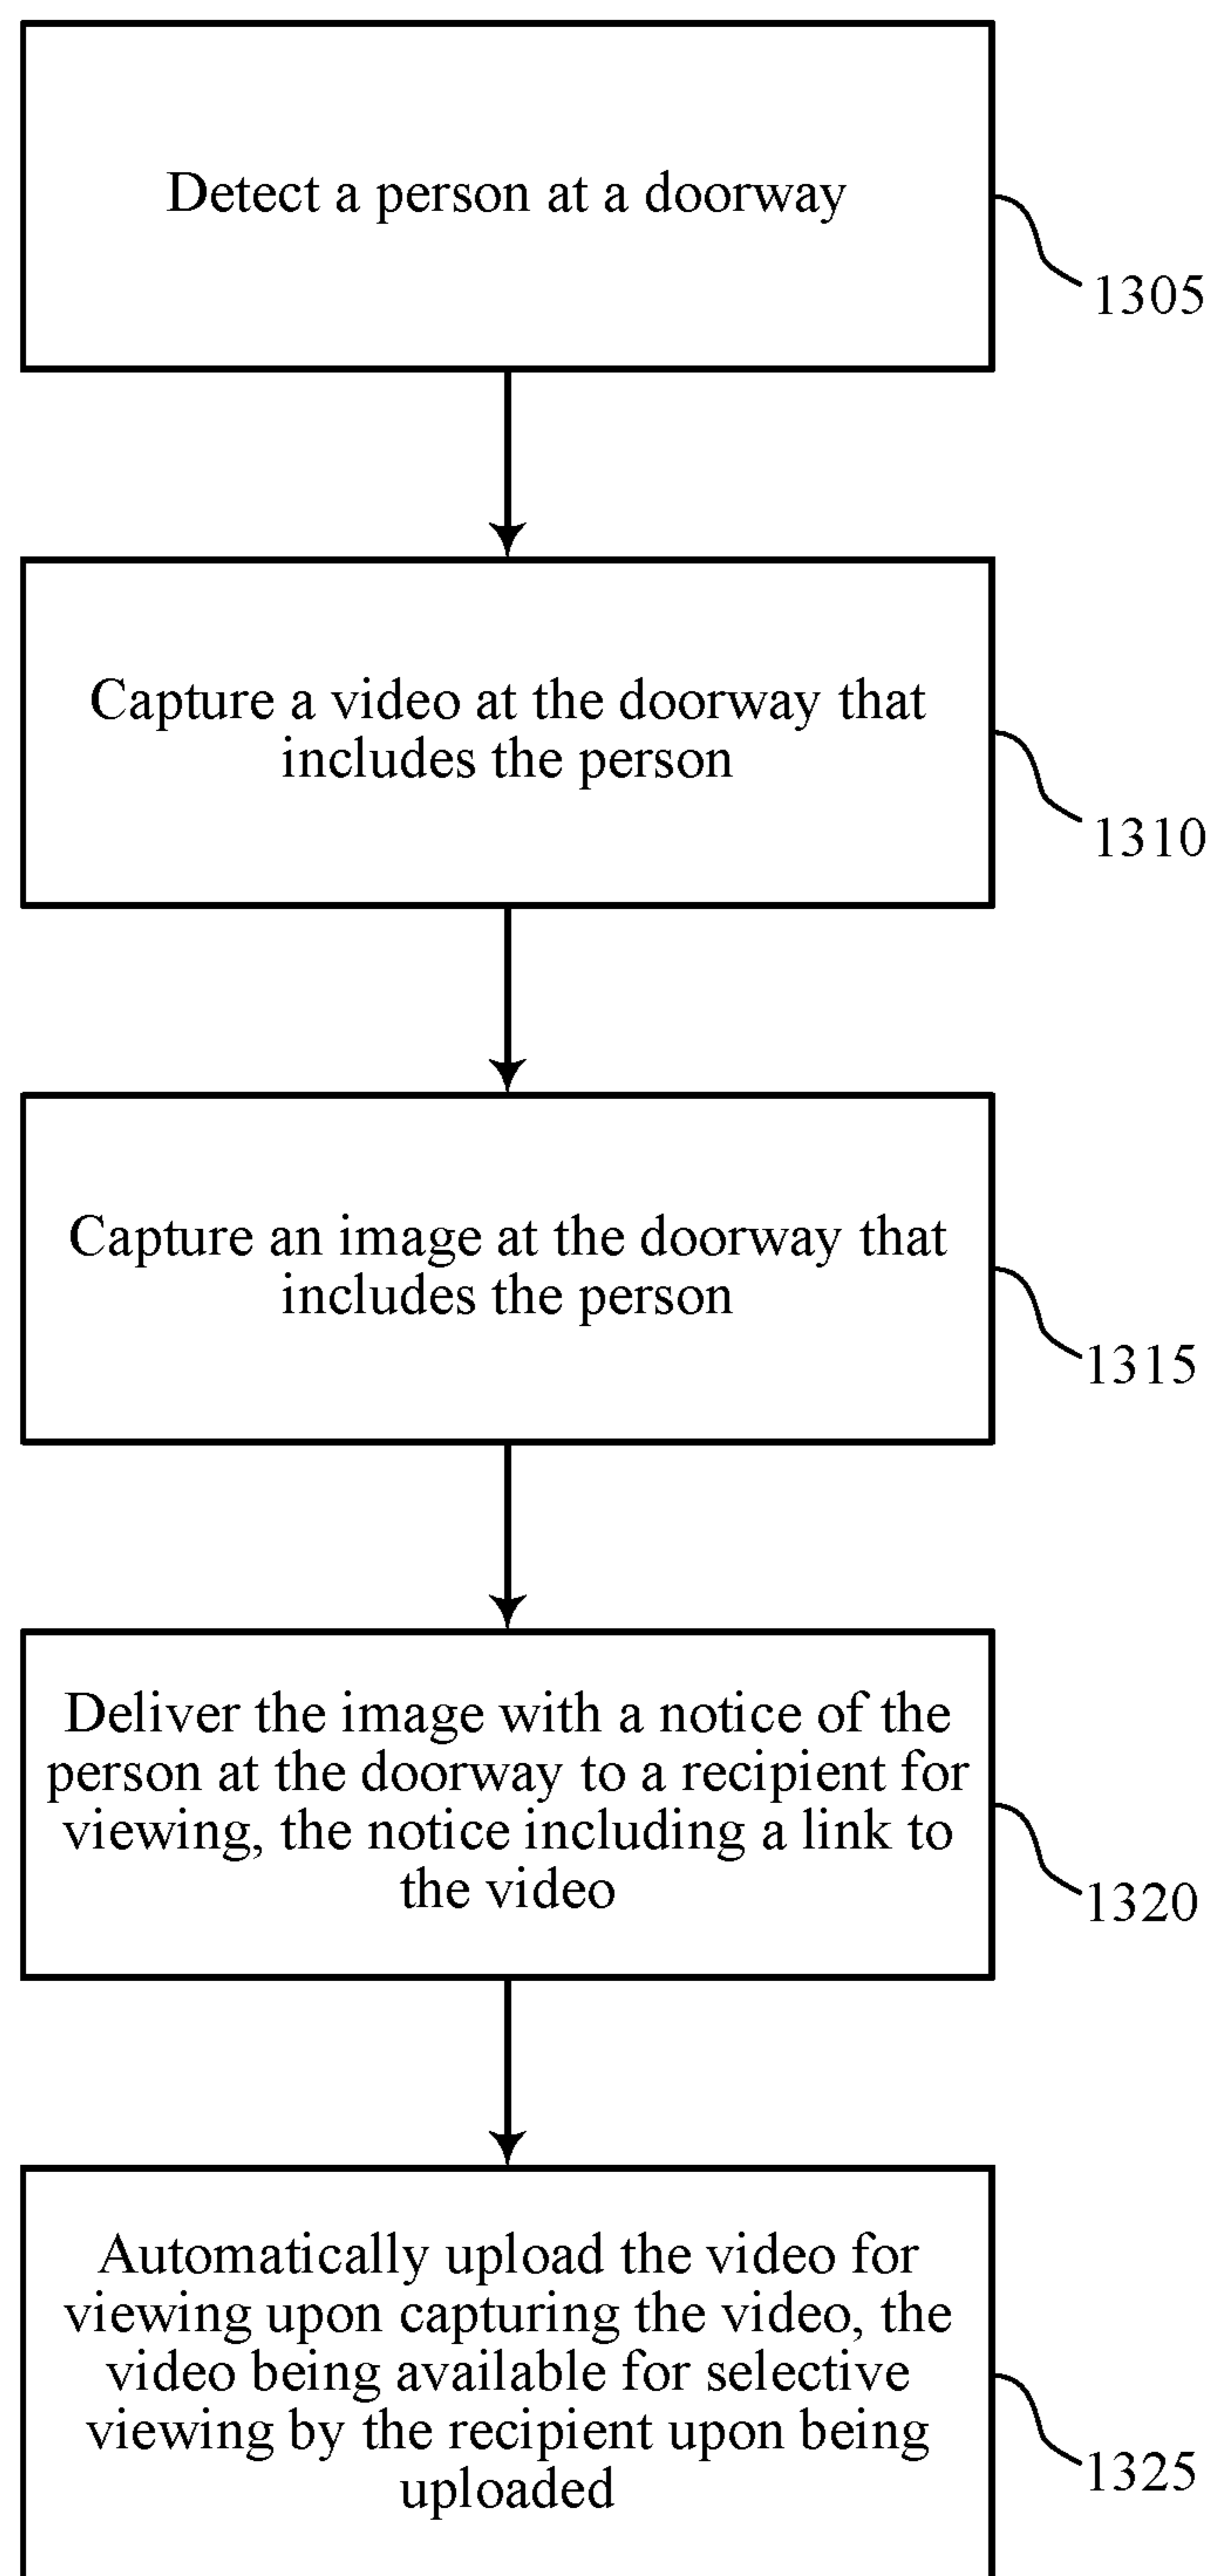 Detect a person at a doorway
1305
Capture a video at the doorway that
includes the person
1310
Capture an image at the doorway that
includes the person
1315
Deliver the image with a notice of the
person at the doorway to a recipient for
viewing, the notice including a link to
the video
1320
Automatically upload the video for
viewing upon capturing the video, the
video being available for selective
viewing by the recipient upon being
uploaded
1325